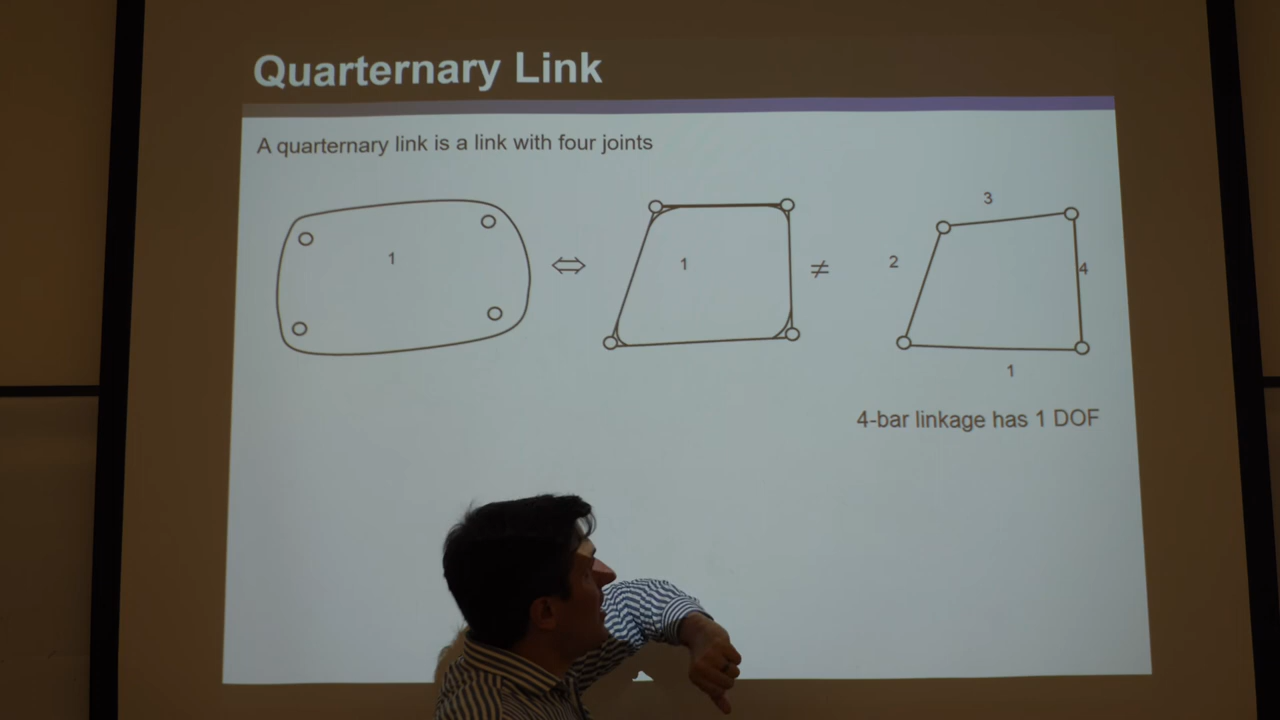 Quarternary Link
A quarternary link is a link with four joints
1
⇔
1
≠
3
2
4
1
4-bar linkage has 1 DOF